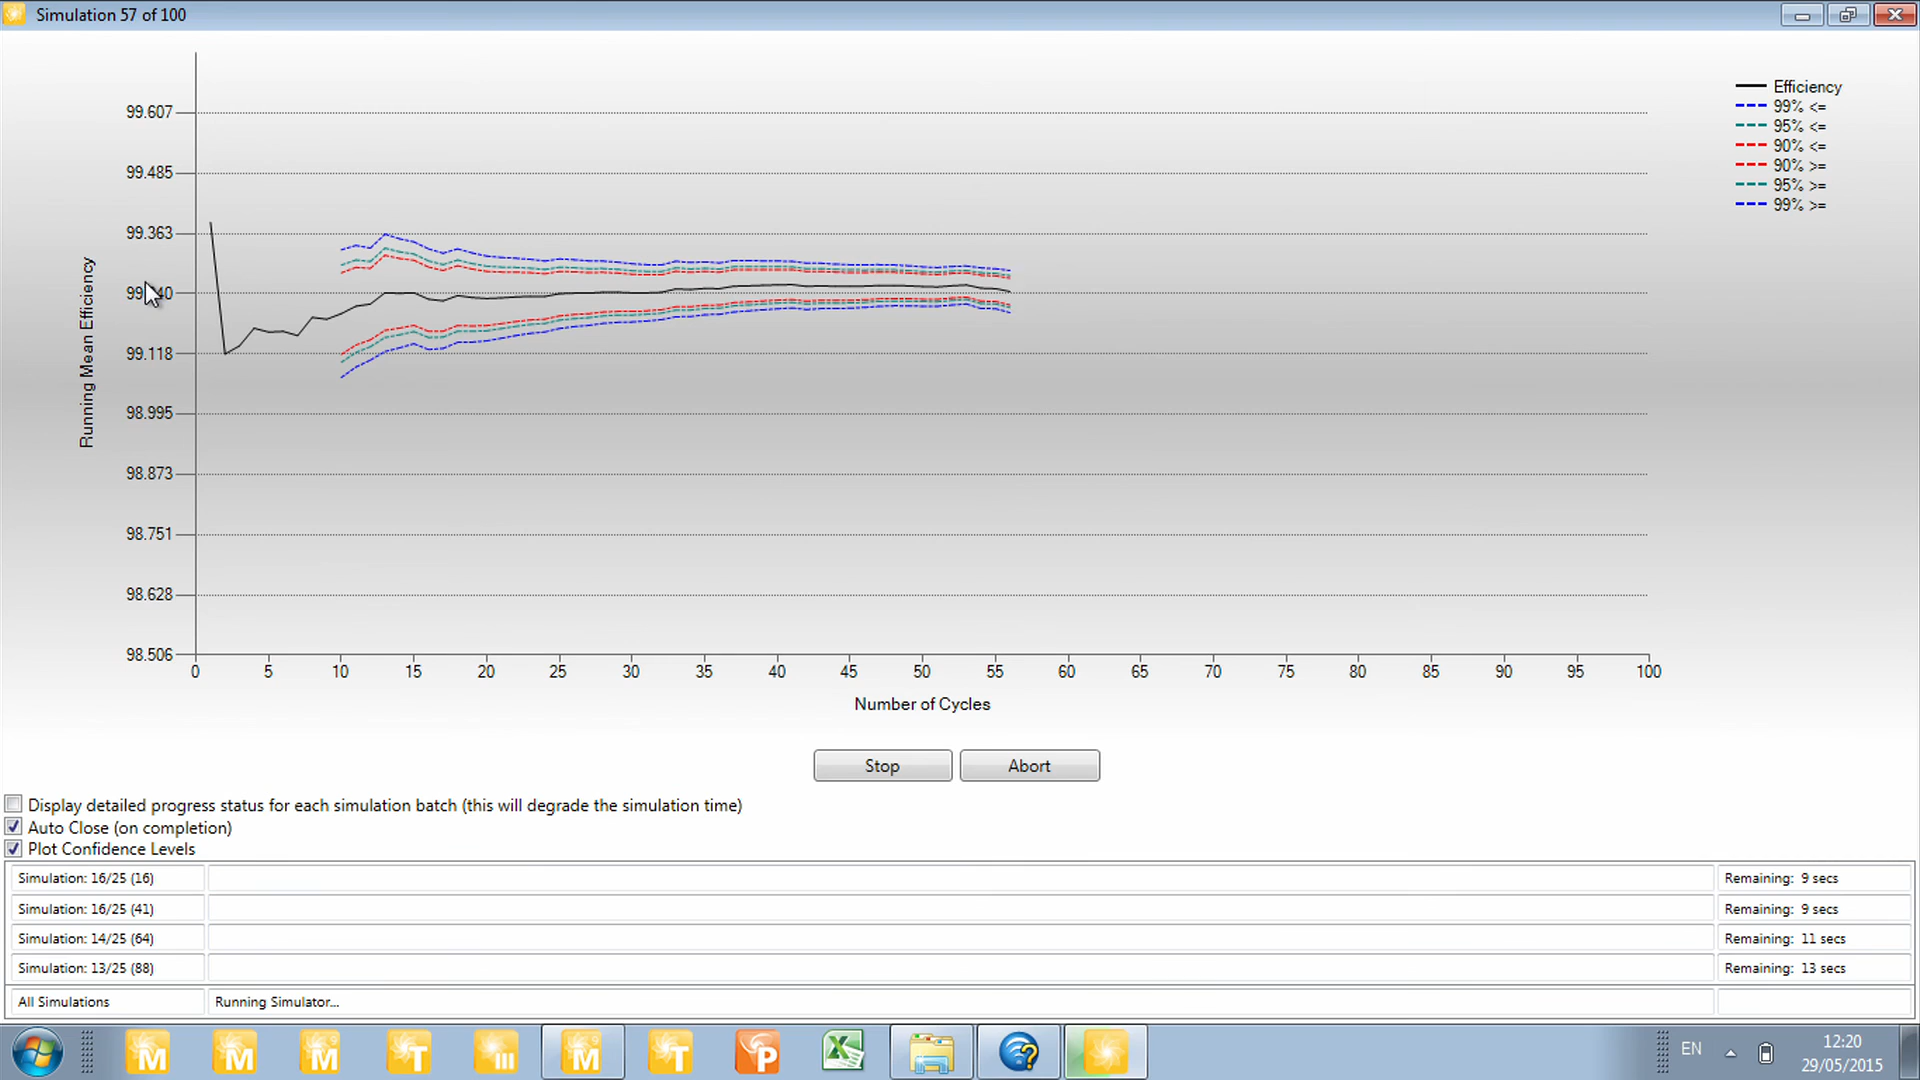 Simulation 57 of 100
Efficiency
99% <=
95% <=
90% <=
90% >=
95% >=
99% >=
99.607
99.485
99.363
99.118
98.995
98.873
98.751
98.628
98.506
Running Mean Efficiency
0 5 10 15 20 25 30 35 40 45 50 55 60 65 70 75 80 85 90 95 100
Number of Cycles
Stop Abort
Display detailed progress status for each simulation batch (this will degrade the simulation time)
Auto Close (on completion)
Plot Confidence Levels
Simulation: 16/25 (16) Remaining: 9 secs
Simulation: 16/25 (41) Remaining: 9 secs
Simulation: 14/25 (64) Remaining: 11 secs
Simulation: 13/25 (88) Remaining: 13 secs
All Simulations Running Simulator...
M M M T M T P X ? EN 12:20
29/05/2015